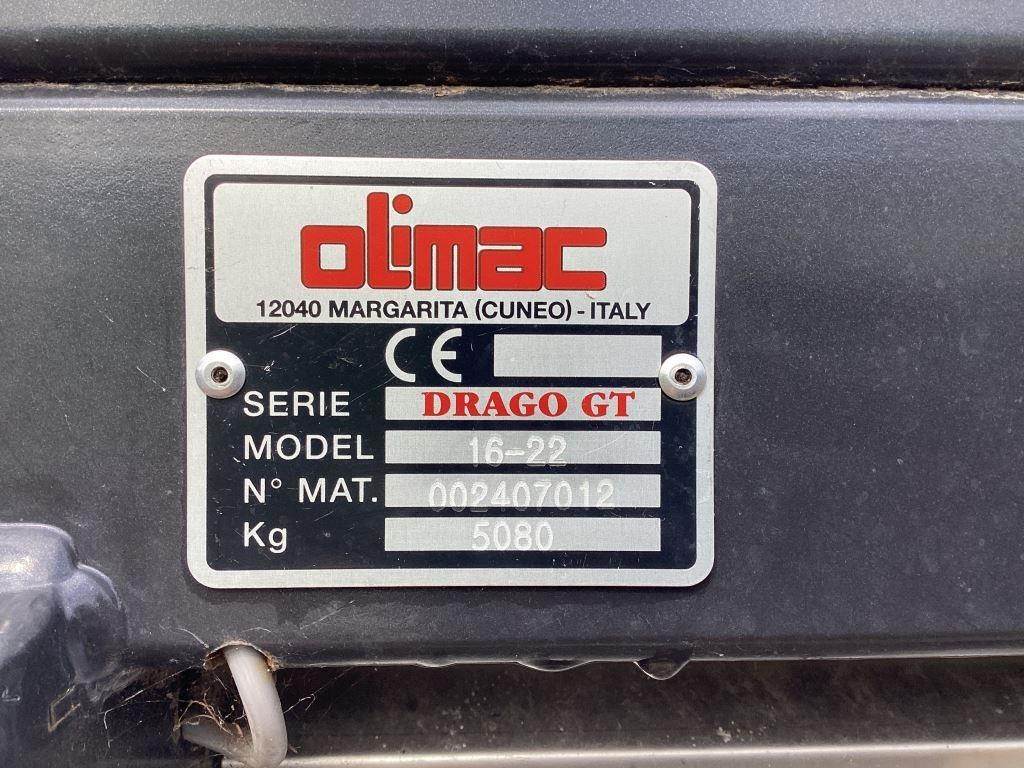 olimac
12040 MARGARITA (CUNEO) - ITALY
CE
SERIE DRAGO GT
MODEL 16-22
N° MAT. 002407012
Kg 5080